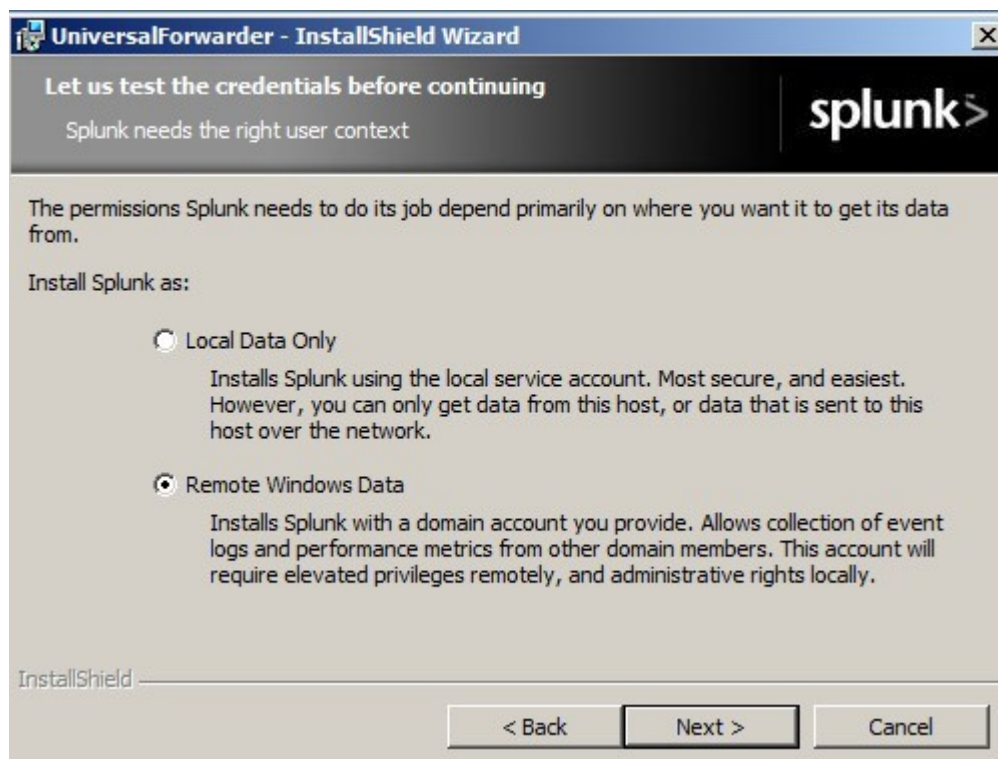 UniversalForwarder - InstallShield Wizard
Let us test the credentials before continuing
Splunk needs the right user context
splunk>
The permissions Splunk needs to do its job depend primarily on where you want it to get its data
from.
Install Splunk as:
Local Data Only
Installs Splunk using the local service account. Most secure, and easiest.
However, you can only get data from this host, or data that is sent to this
host over the network.
Remote Windows Data
Installs Splunk with a domain account you provide. Allows collection of event
logs and performance metrics from other domain members. This account will
require elevated privileges remotely, and administrative rights locally.
InstallShield
< Back
Next >
Cancel